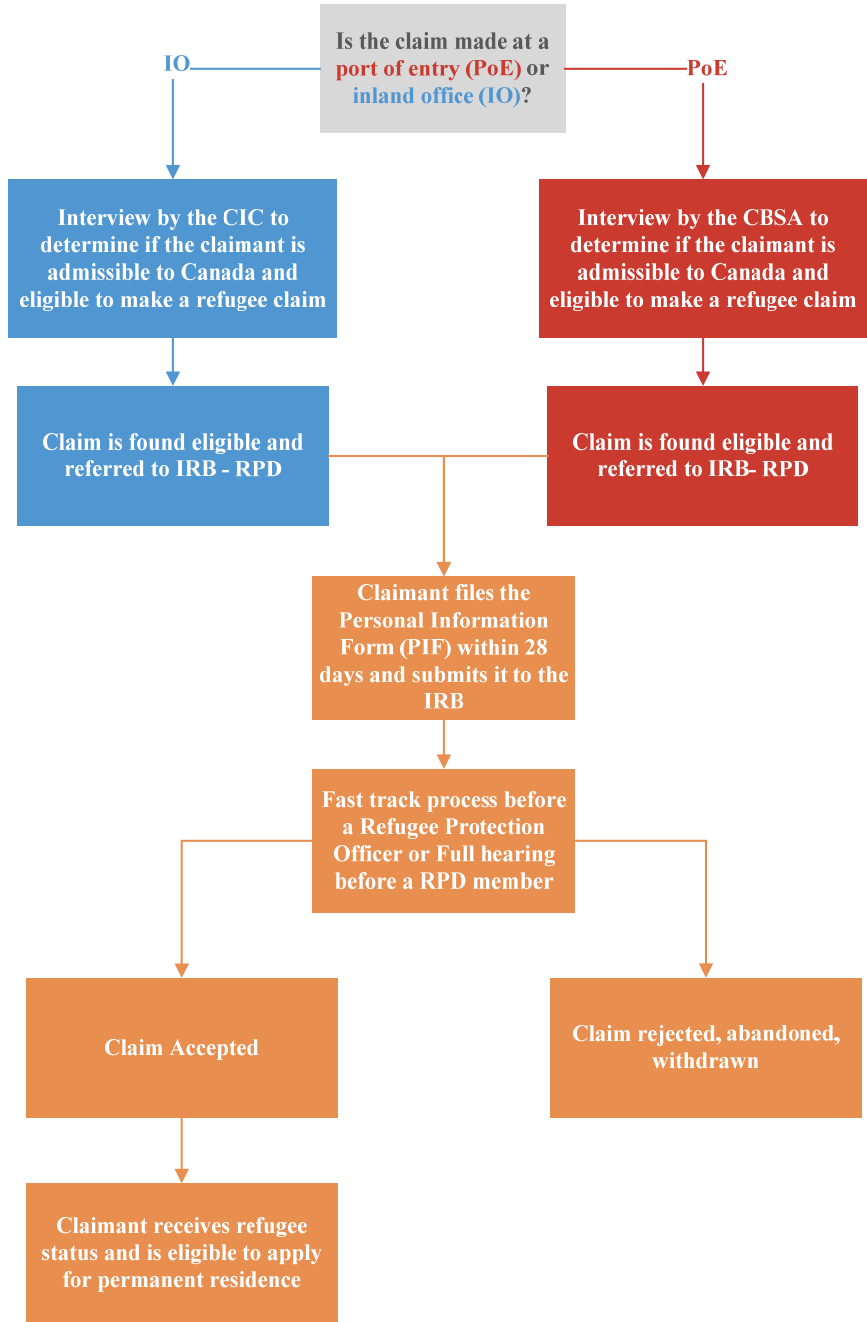 Is the claim made at a
port of entry (PoE) or
inland office (IO)?
IO
PoE
Interview by the CIC to
determine if the claimant is
admissible to Canada and
eligible to make a refugee claim
Interview by the CBSA to
determine if the claimant is
admissible to Canada and
eligible to make a refugee claim
Claim is found eligible and
referred to IRB - RPD
Claim is found eligible and
referred to IRB- RPD
Claimant files the
Personal Information
Form (PIF) within 28
days and submits it to the
IRB
Fast track process before
a Refugee Protection
Officer or Full hearing
before a RPD member
Claim Accepted
Claim rejected, abandoned,
withdrawn
Claimant receives refugee
status and is eligible to apply
for permanent residence